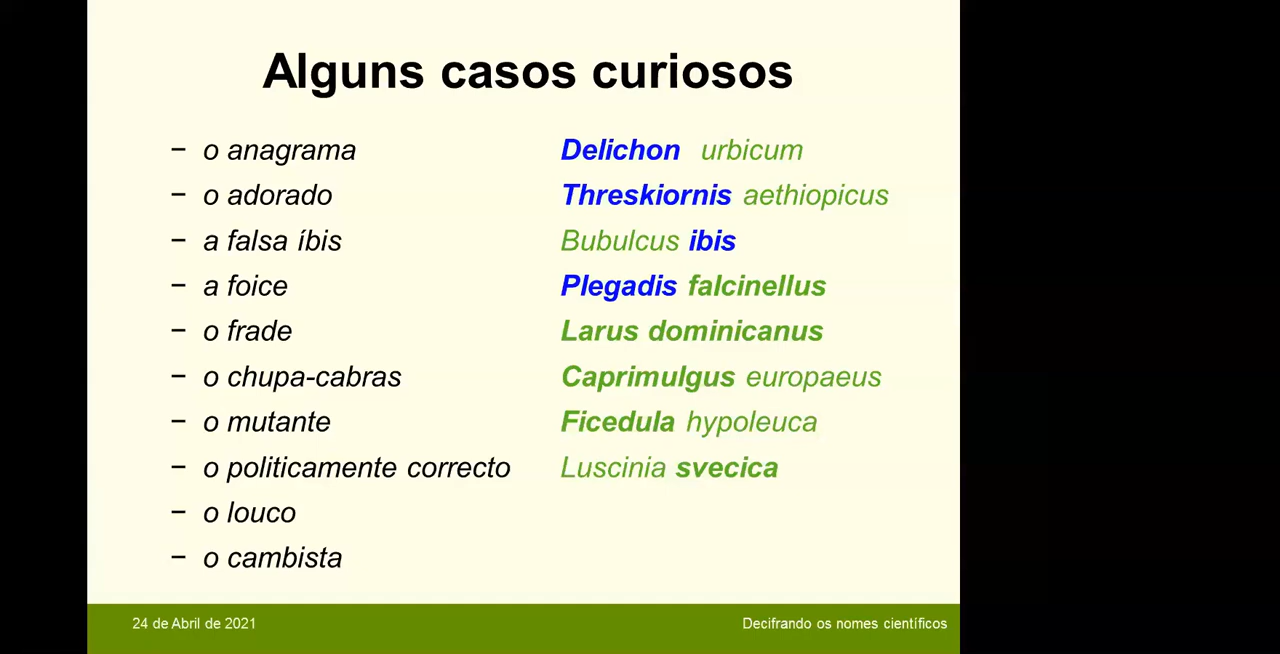 Alguns casos curiosos
− o anagrama Delichon urbicum
− o adorado Threskiornis aethiopicus
− a falsa íbis Bubulcus ibis
− a foice Plegadis falcinellus
− o frade Larus dominicanus
− o chupa-cabras Caprimulgus europaeus
− o mutante Ficedula hypoleuca
− o politicamente correcto Luscinia svecica
− o louco
− o cambista
24 de Abril de 2021 Decifrando os nomes científicos